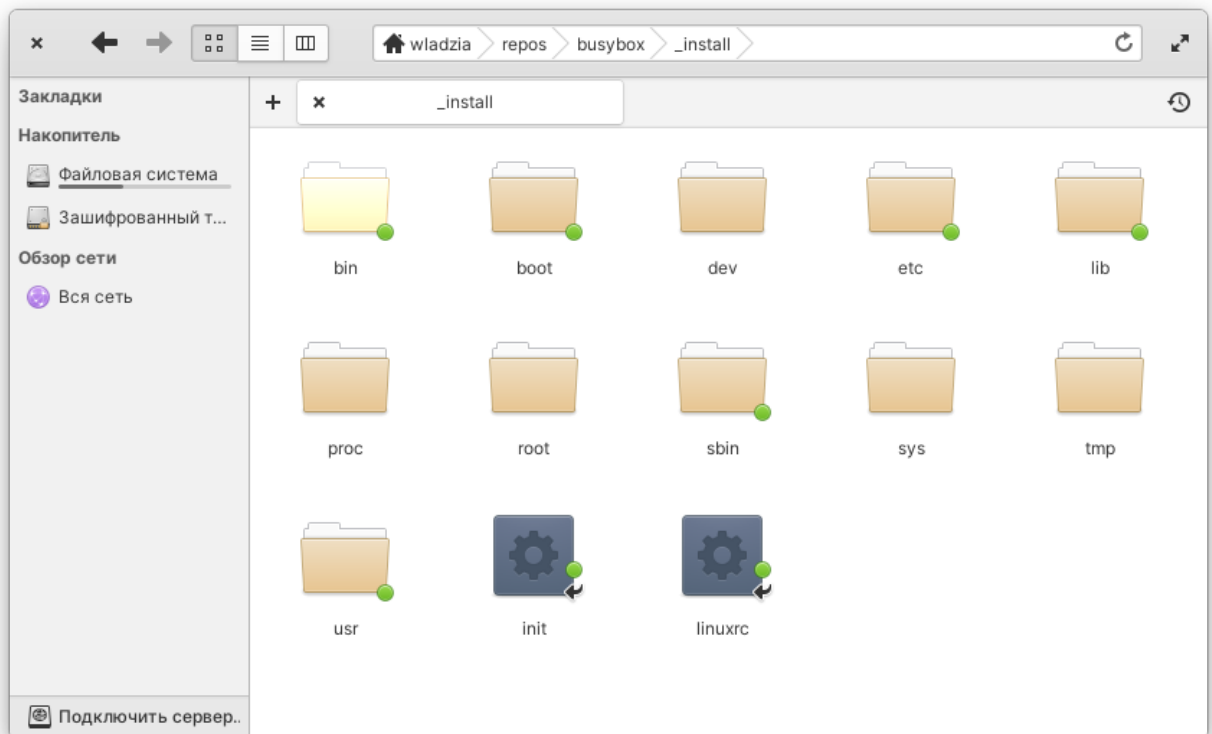 wladzia repos busybox _install
Закладки
Накопитель
Файловая система
Зашифрованный т...
Обзор сети
Вся сеть
Подключить сервер..
_install
bin boot dev etc lib
proc root sbin sys tmp
usr init linuxrc